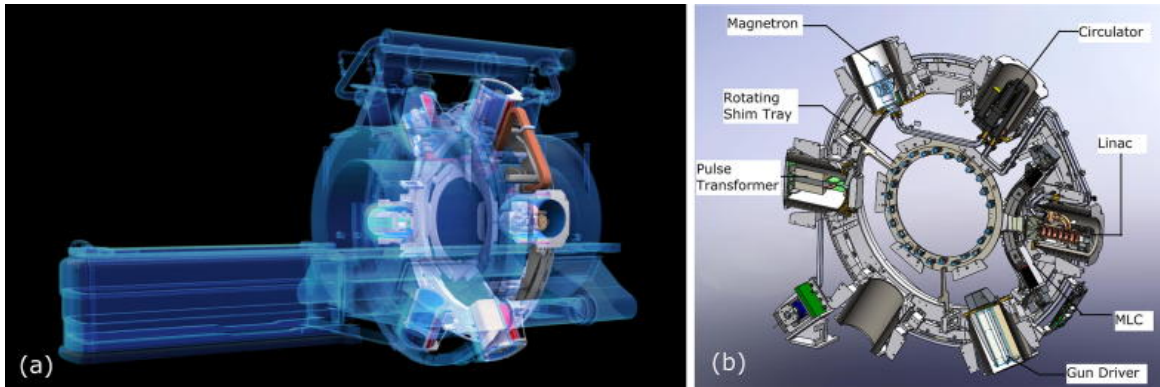 (a)
Magnetron
Circulator
Rotating
Shim Tray
Linac
Pulse
Transformer
MLC
(b)
Gun Driver